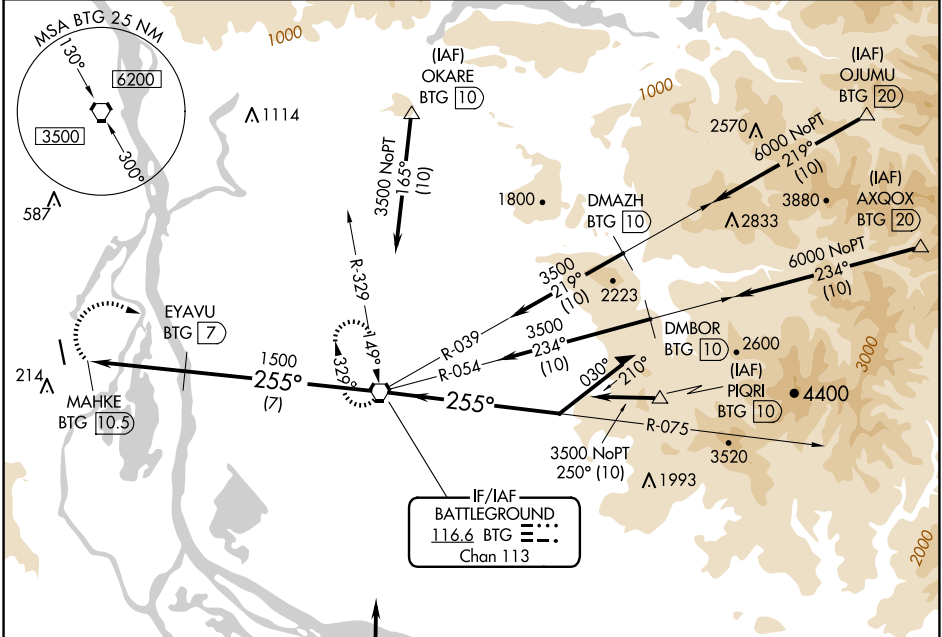 MSA BTG 25 NM
130°
6200
3500
300°
1000
1114
587
(IAF)
OKARE
BTG 10
3500 NoPT
165°
(10)
1000
2570
(IAF)
OJUMU
BTG 20
6000 NoPT
219°
(10)
1800
DMAZH
BTG 10
2833
3880
(IAF)
AXQOX
BTG 20
6000 NoPT
234°
(10)
3500
219°
(10)
2223
R-329
149°
329°
R-039
3500
234°
(10)
R-054
DMBOR
BTG 10
2600
3000
EYAVU
BTG 7
1500
255°
(7)
214
MAHKE
BTG 10.5
255°
030°
210°
(IAF)
PIQRI
BTG 10
4400
R-075
3500 NoPT
250° (10)
3520
1993
IF/IAF
BATTLEGROUND
116.6 BTG
Chan 113
2000